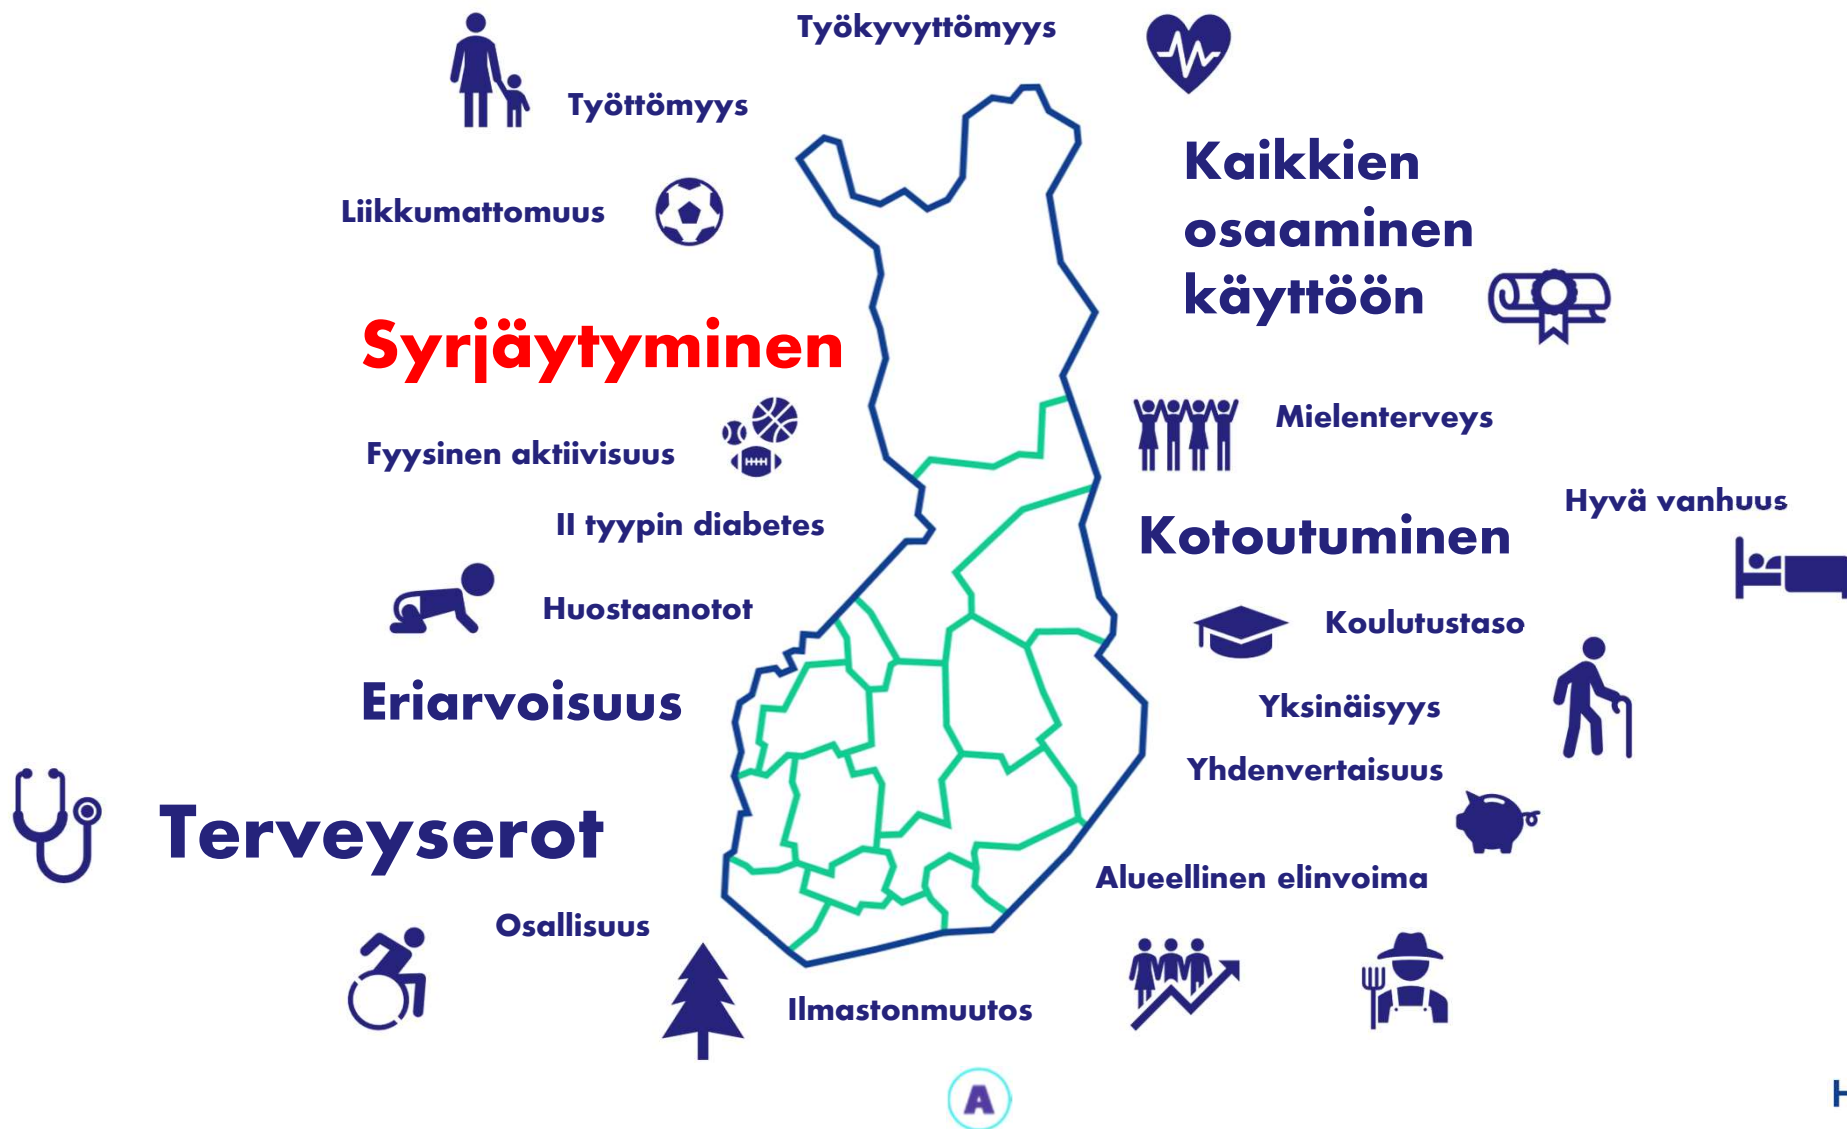 Työkyvyttömyys
Työttömyys
Kaikkien
osaaminen
käyttöön
Liikkumattomuus
Syrjäytyminen
Mielenterveys
Fyysinen aktiivisuus
Hyvä vanhuus
II tyypin diabetes
Kotoutuminen
Huostaanotot
Koulutustaso
Eriarvoisuus
Yksinäisyys
Yhdenvertaisuus
Terveyserot
Alueellinen elinvoima
Osallisuus
Ilmastonmuutos
A
H